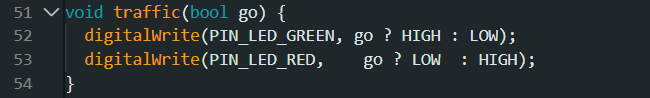 51 void traffic(bool go) {
52   digitalWrite(PIN_LED_GREEN, go ? HIGH : LOW);
53   digitalWrite(PIN_LED_RED,    go ? LOW  : HIGH);
54 }